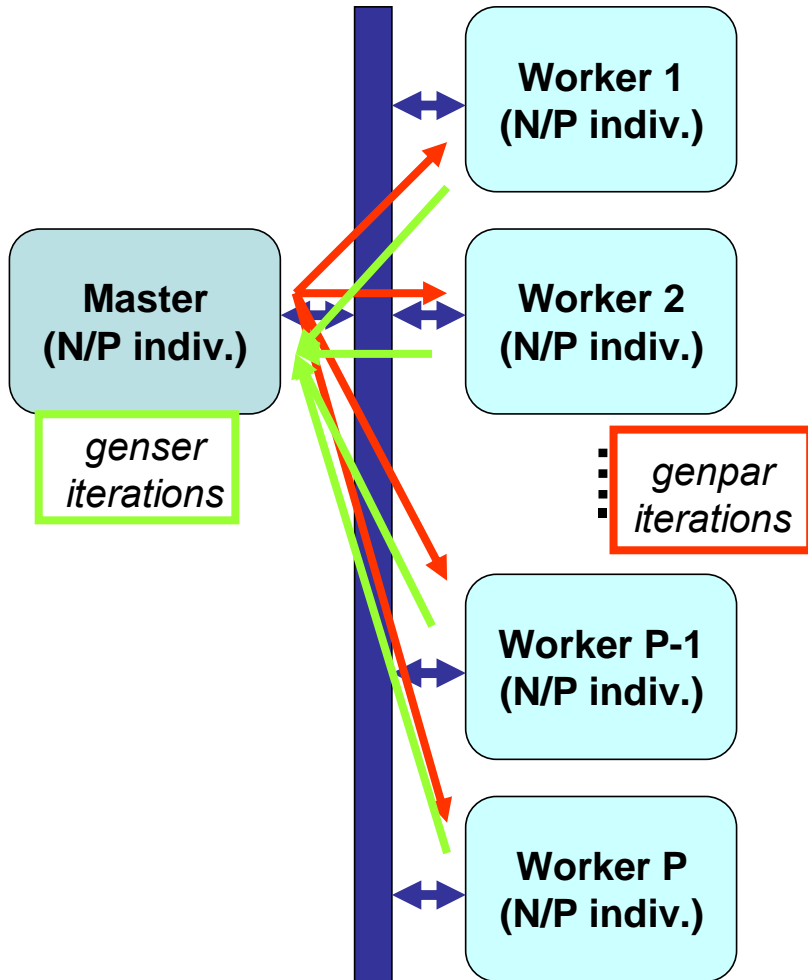 Worker 1
(N/P indiv.)
Master
(N/P indiv.)
Worker 2
(N/P indiv.)
genser
iterations
genpar
iterations
Worker P-1
(N/P indiv.)
Worker P
(N/P indiv.)